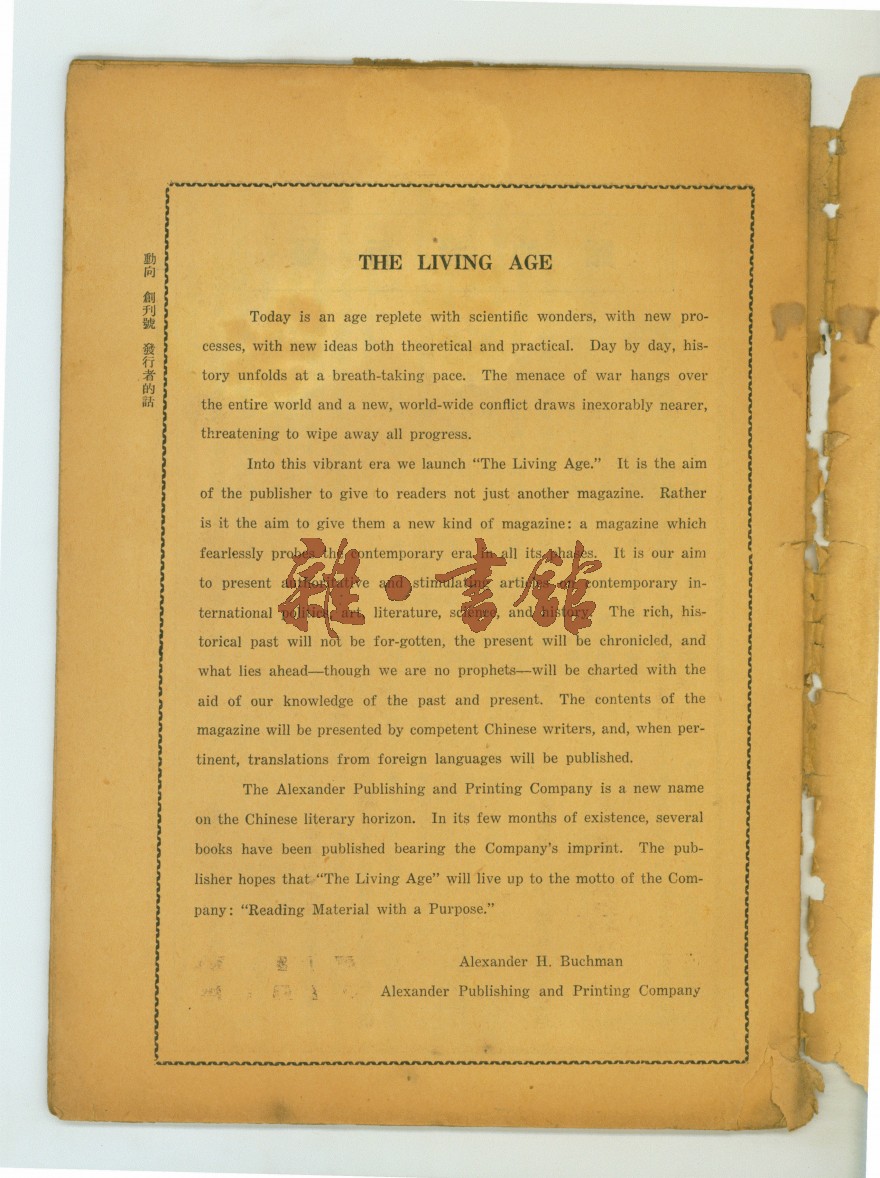 動向 創刊號 發行者的話
THE LIVING AGE
Today is an age replete with scientific wonders, with new pro-
cesses, with new ideas both theoretical and practical. Day by day, his-
tory unfolds at a breath-taking pace. The menace of war hangs over
the entire world and a new, world-wide conflict draws inexorably nearer,
threatening to wipe away all progress.
Into this vibrant era we launch “The Living Age.” It is the aim
of the publisher to give to readers not just another magazine. Rather
is it the aim to give them a new kind of magazine: a magazine which
fearlessly probes the contemporary era in all its phases. It is our aim
to present authoritative and stimulating articles on contemporary in-
ternational politics, art, literature, science, and history. The rich, his-
torical past will not be for-gotten, the present will be chronicled, and
what lies ahead—though we are no prophets—will be charted with the
aid of our knowledge of the past and present. The contents of the
magazine will be presented by competent Chinese writers, and, when per-
tinent, translations from foreign languages will be published.
The Alexander Publishing and Printing Company is a new name
on the Chinese literary horizon. In its few months of existence, several
books have been published bearing the Company’s imprint. The pub-
lisher hopes that “The Living Age” will live up to the motto of the Com-
pany: “Reading Material with a Purpose.”
Alexander H. Buchman
Alexander Publishing and Printing Company
雜·書館